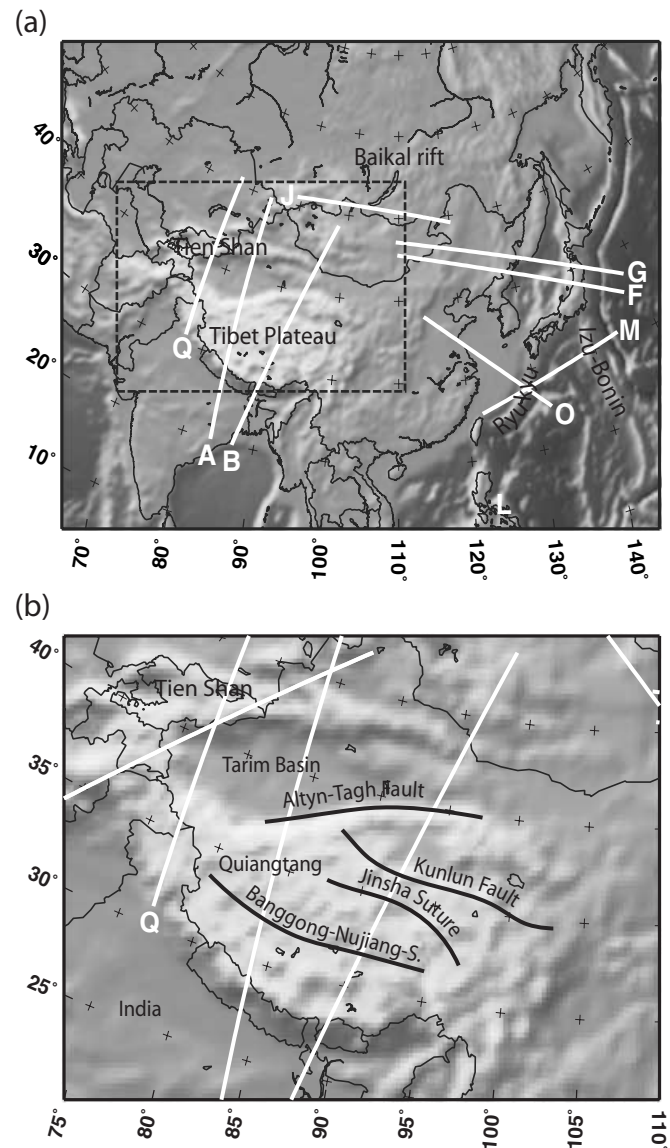 (a)
40°
30°
20°
10°
Baikal rift
J
Tien Shan
G
F
Tibet Plateau
M
Q
Izu Bonin
Ryukyu
O
A
B
L
70°
80°
90°
100°
110°
120°
130°
140°
(b)
40°
35°
30°
25°
Tien Shan
Tarim Basin
Altyn-Tagh Fault
Quiangtang
Kunlun Fault
Jinsha Suture
Q
Banggong-Nujiang-S.
India
75°
80°
85°
90°
95°
100°
105°